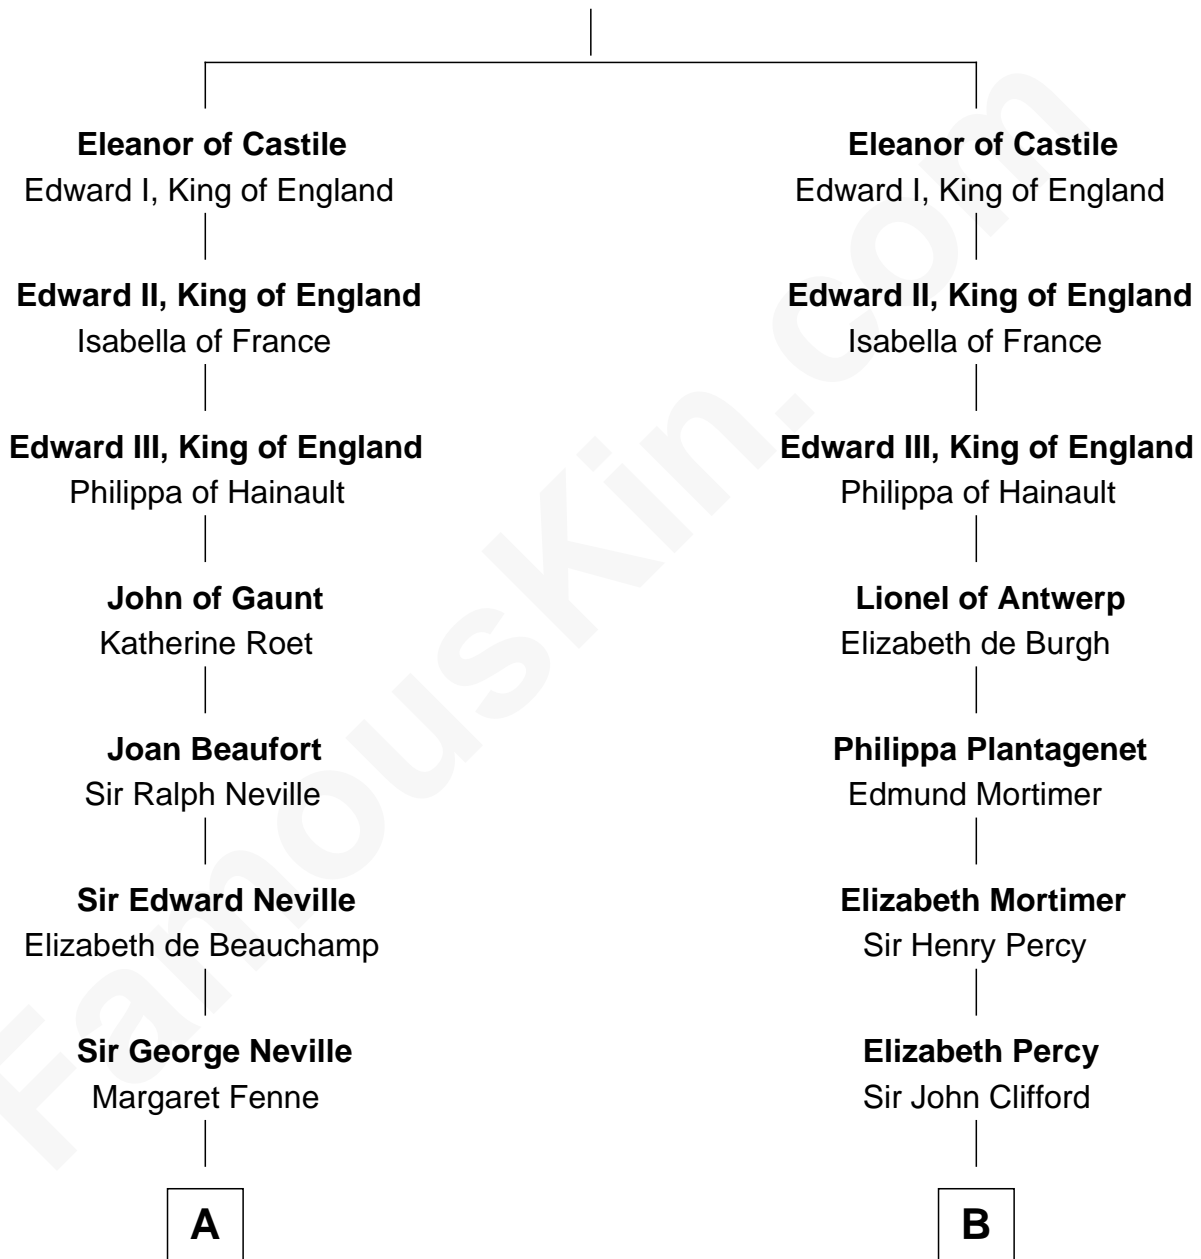 Eleanor of Castile
Edward I, King of England
Edward II, King of England
Isabella of France
Edward III, King of England
Philippa of Hainault
John of Gaunt
Katherine Roet
Joan Beaufort
Sir Ralph Neville
Sir Edward Neville
Elizabeth de Beauchamp
Sir George Neville
Margaret Fenne
A
Eleanor of Castile
Edward I, King of England
Edward II, King of England
Isabella of France
Edward III, King of England
Philippa of Hainault
Lionel of Antwerp
Elizabeth de Burgh
Philippa Plantagenet
Edmund Mortimer
Elizabeth Mortimer
Sir Henry Percy
Elizabeth Percy
Sir John Clifford
B
FamousKin.com